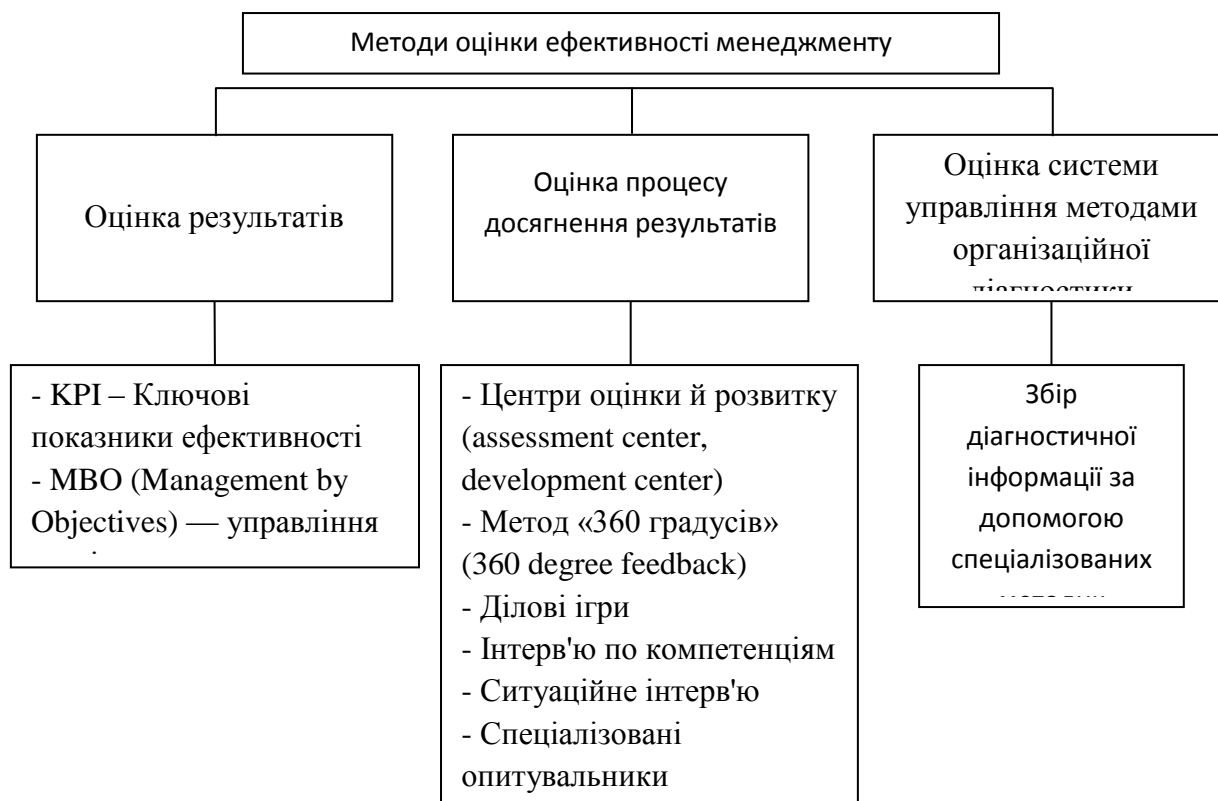 Методи оцінки ефективності менеджменту
Оцінка результатів
Оцінка процесу
досягнення результатів
Оцінка системи
управління методами
організаційної
діагностики
- KPI – Ключові
показники ефективності
- MBO (Management by
Objectives) — управління
- Центри оцінки й розвитку
(assessment center,
development center)
- Метод «360 градусів»
(360 degree feedback)
- Ділові ігри
- Інтерв'ю по компетенціям
- Ситуаційне інтерв'ю
- Спеціалізовані
опитувальники
Збір
діагностичної
інформації за
допомогою
спеціалізованих